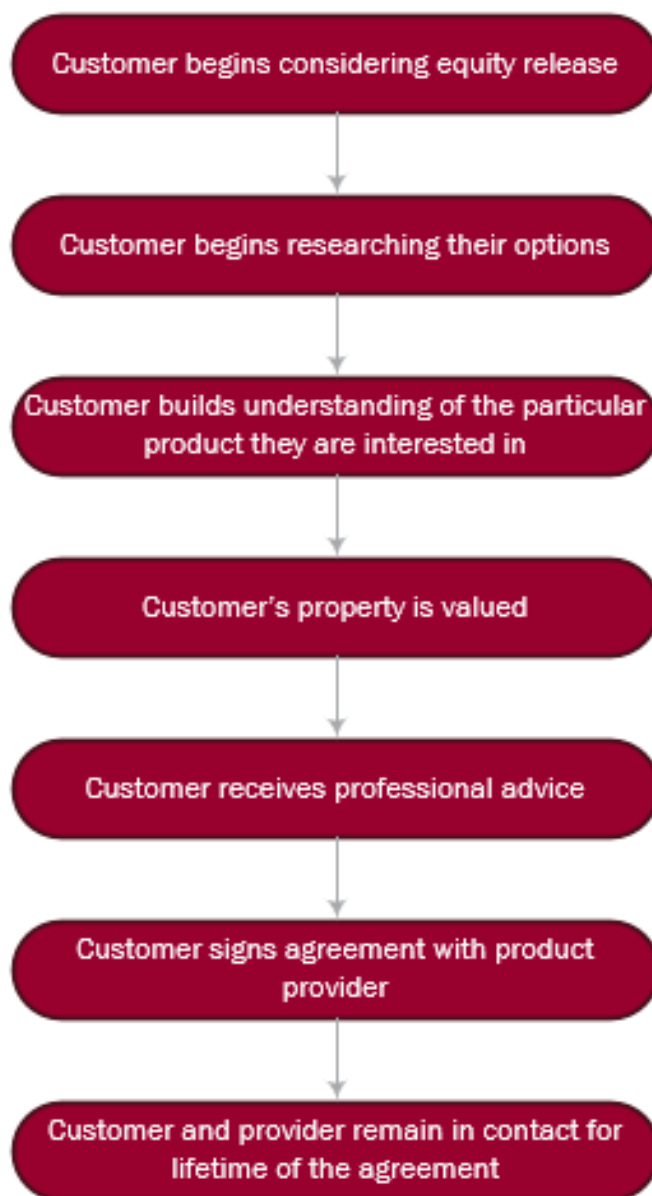 Customer begins considering equity release
Customer begins researching their options
Customer builds understanding of the particular
product they are interested in
Customer’s property is valued
Customer receives professional advice
Customer signs agreement with product
provider
Customer and provider remain in contact for
lifetime of the agreement